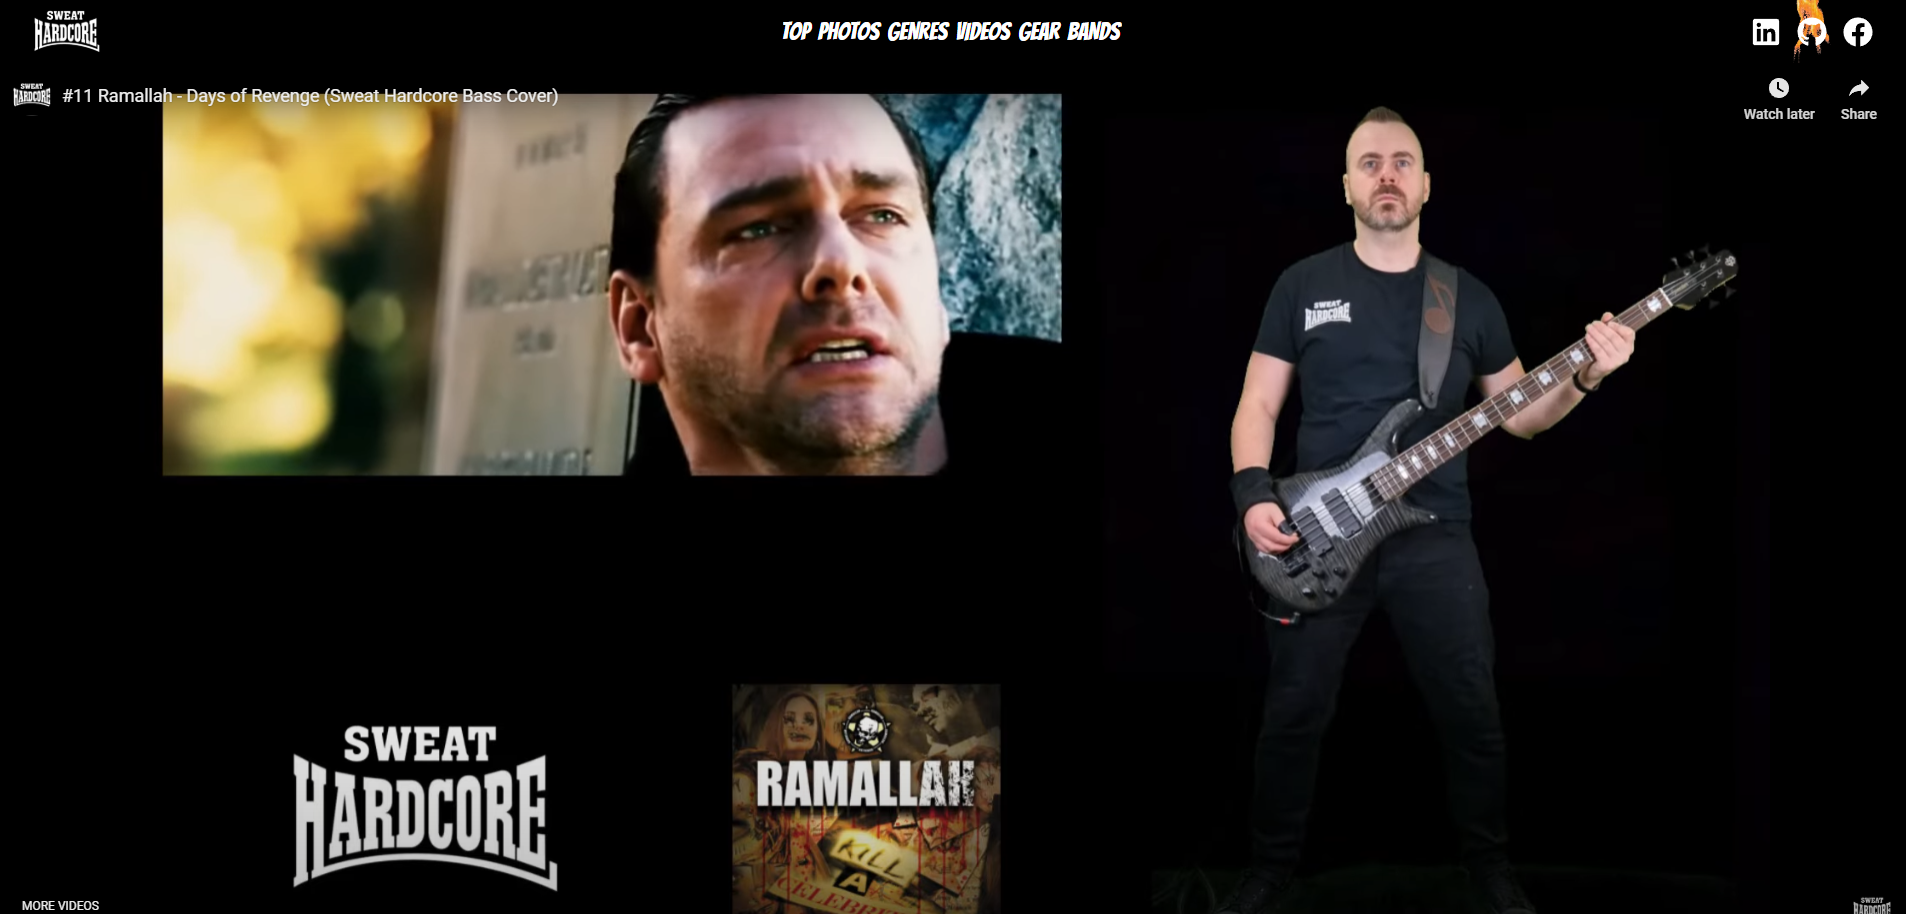 SWEAT
HARDCORE
TOP PHOTOS GENRES VIDEOS GEAR BANDS
SWEAT
HARDCORE
#11 Ramallah - Days of Revenge (Sweat Hardcore Bass Cover)
Watch later
Share
SWEAT
HARDCORE
SWEAT
HARDCORE
RAMALLAH
KILL
A
MORE VIDEOS
SWEAT
HARDCORE